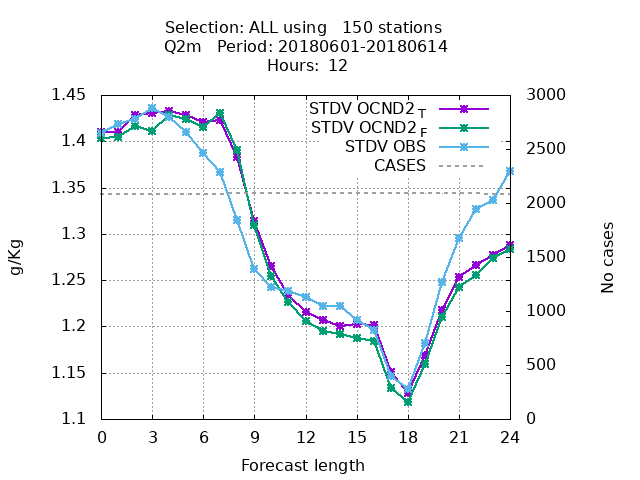 Selection: ALL using   150 stations
Q2m   Period: 20180601-20180614
Hours:  12
STDV OCND2 T
STDV OCND2 F
STDV OBS
CASES
1.45
1.4
1.35
1.3
1.25
1.2
1.15
1.1
3000
2500
2000
1500
1000
500
0
g/Kg
No cases
0 3 6 9 12 15 18 21 24
Forecast length